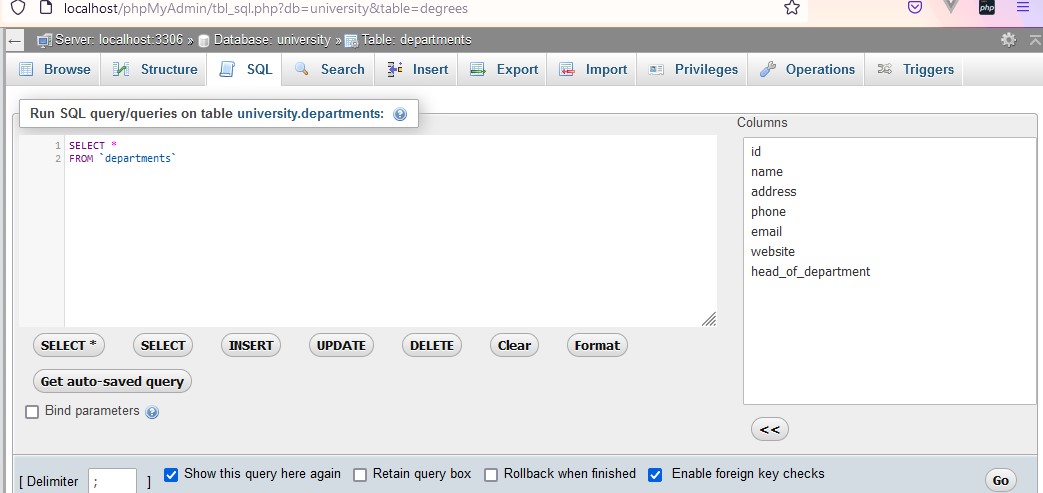 localhost/phpMyAdmin/tbl_sql.php?db=university&table=degrees
php
Server: localhost:3306 » Database: university » Table: departments
Browse Structure SQL Search Insert Export Import Privileges Operations Triggers
Run SQL query/queries on table university.departments:
Columns
1 SELECT *
2 FROM `departments`
id
name
address
phone
email
website
head_of_department
SELECT * SELECT INSERT UPDATE DELETE Clear Format
Get auto-saved query
Bind parameters
<<
[ Delimiter ; ] Show this query here again Retain query box Rollback when finished Enable foreign key checks
Go